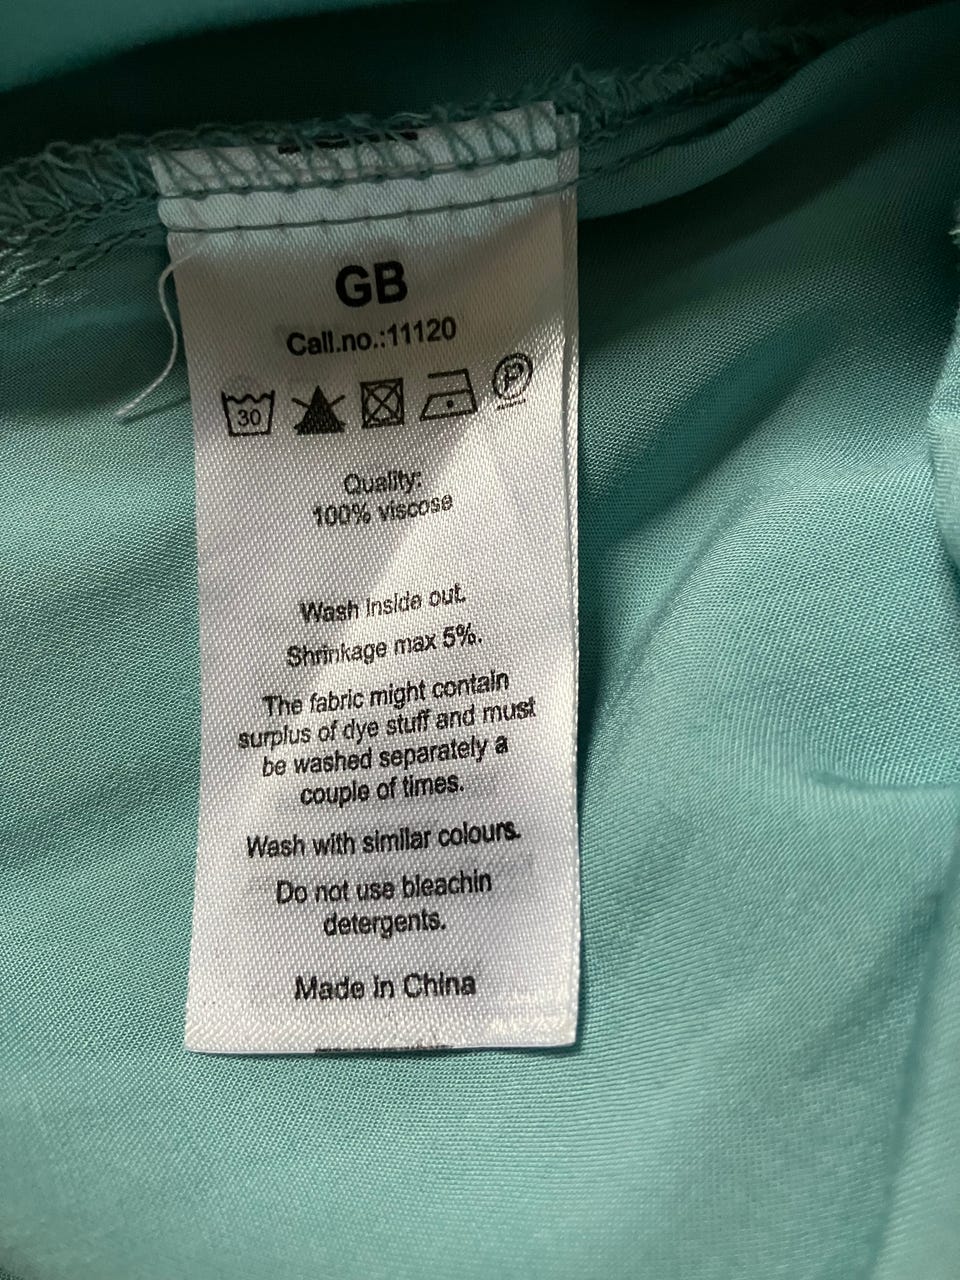 GB
Call.no.:11120
30
P
Quality:
100% viscose
Wash inside out.
Shrinkage max 5%.
The fabric might contain
surplus of dye stuff and must
be washed separately a
couple of times.
Wash with similar colours.
Do not use bleachin
detergents.
Made in China